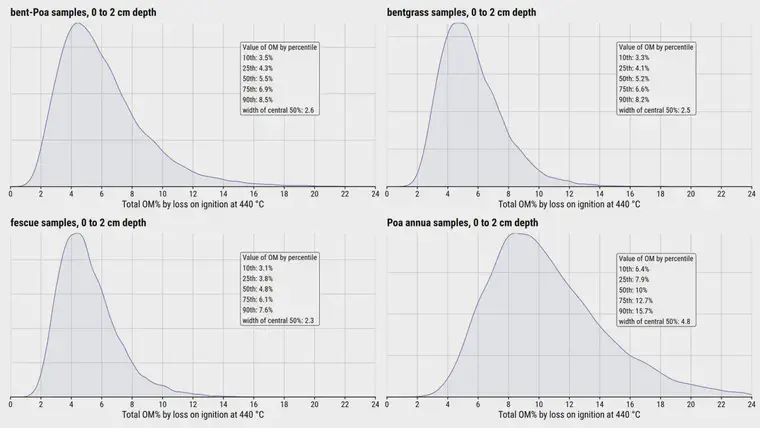 bent-Poa samples, 0 to 2 cm depth
Value of OM by percentile
10th: 3.5%
25th: 4.3%
50th: 5.5%
75th: 6.9%
90th: 8.5%
width of central 50%: 2.6
0 2 4 6 8 10 12 14 16 18 20 22 24
Total OM% by loss on ignition at 440 °C
bentgrass samples, 0 to 2 cm depth
Value of OM by percentile
10th: 3.3%
25th: 4.1%
50th: 5.2%
75th: 6.6%
90th: 8.2%
width of central 50%: 2.5
0 2 4 6 8 10 12 14 16 18 20 22 24
Total OM% by loss on ignition at 440 °C
fescue samples, 0 to 2 cm depth
Value of OM by percentile
10th: 3.1%
25th: 3.8%
50th: 4.8%
75th: 6.1%
90th: 7.6%
width of central 50%: 2.3
0 2 4 6 8 10 12 14 16 18 20 22 24
Total OM% by loss on ignition at 440 °C
Poa annua samples, 0 to 2 cm depth
Value of OM by percentile
10th: 6.4%
25th: 7.9%
50th: 10%
75th: 12.7%
90th: 15.7%
width of central 50%: 4.8
0 2 4 6 8 10 12 14 16 18 20 22 24
Total OM% by loss on ignition at 440 °C